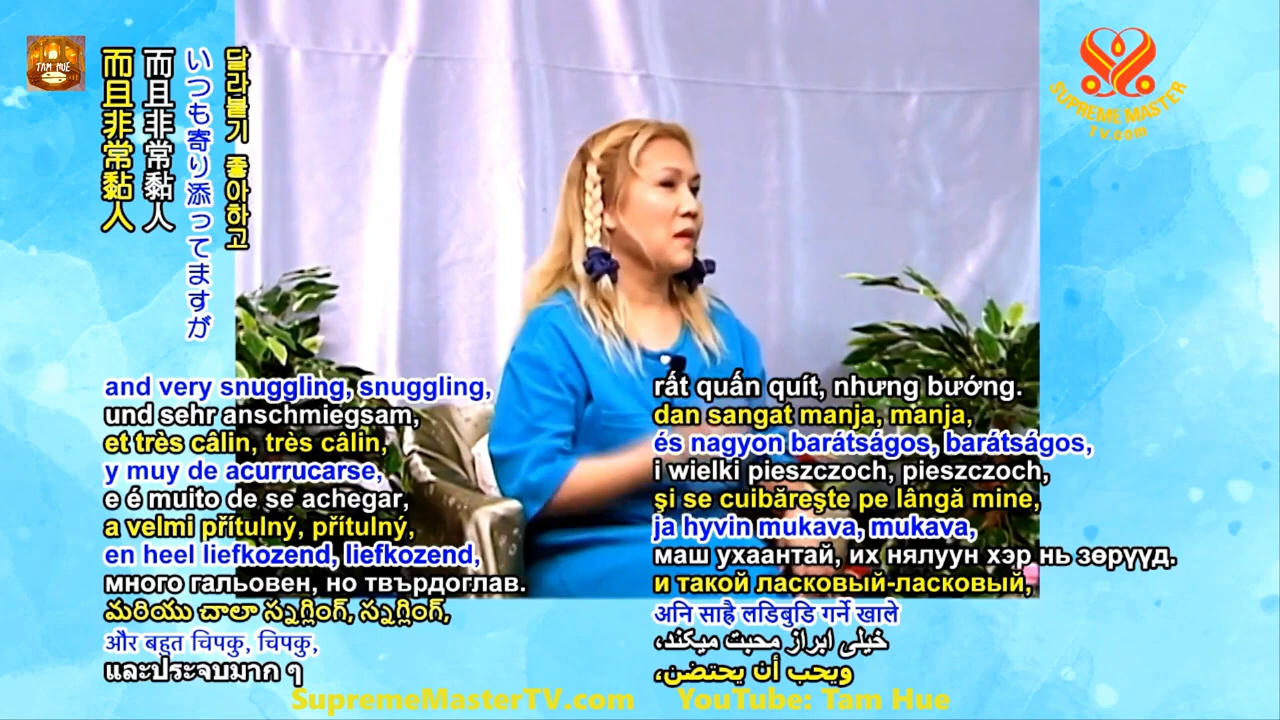 TAM HUE
SUPREME MASTER
TV.com
而且非常黏人
而且非常黏人
いつも寄り添ってますが
달라붙기 좋아하고
and very snuggling, snuggling,
und sehr anschmiegsam,
et très câlin, très câlin,
y muy de acurrucarse,
e é muito de se achegar,
a velmi přítulný, přítulný,
en heel liefkozend, liefkozend,
много гальовен, но твърдоглав.
మరియు చాలా స్నగ్లింగ్, స్నగ్లింగ్,
और बहुत चिपकु, चिपकु,
และประจบมาก ๆ
rất quấn quít, nhưng bướng.
dan sangat manja, manja,
és nagyon barátságos, barátságos,
i wielki pieszczoch, pieszczoch,
şi se cuibăreşte pe lângă mine,
ja hyvin mukava, mukava,
маш ухаантай, их нялуун хэр нь зөрүүд.
и такой ласковый-ласковый,
अनि साह्रै लडिबुडि गर्ने खाले
خیلی ابراز محبت میکند،
ويحب أن يحتضن،
SupremeMasterTV.com YouTube: Tam Hue